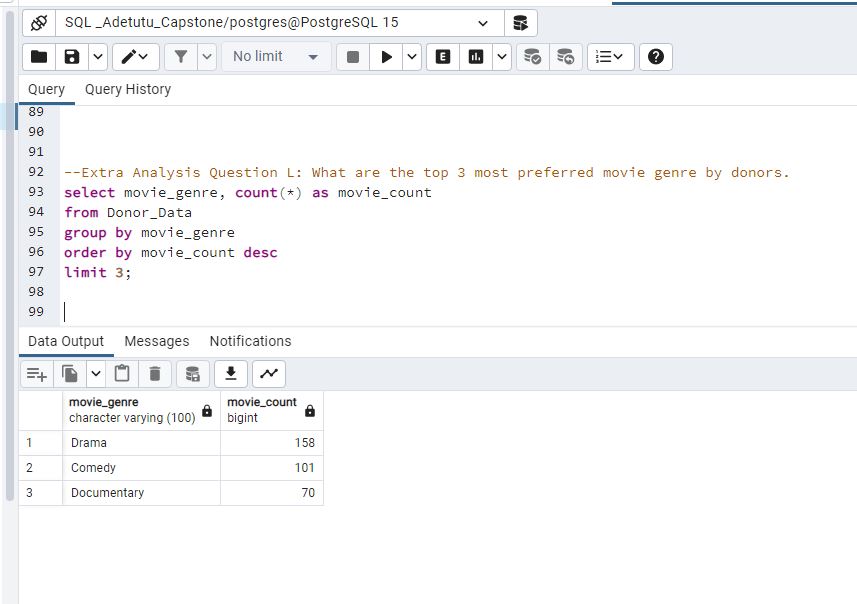 SQL _Adetutu_Capstone/postgres@PostgreSQL 15
No limit
E
Query Query History
89
90
91
92 --Extra Analysis Question L: What are the top 3 most preferred movie genre by donors.
93 select movie_genre, count(*) as movie_count
94 from Donor_Data
95 group by movie_genre
96 order by movie_count desc
97 limit 3;
98
99
Data Output Messages Notifications
movie_genre movie_count
character varying (100) bigint
1 Drama 158
2 Comedy 101
3 Documentary 70